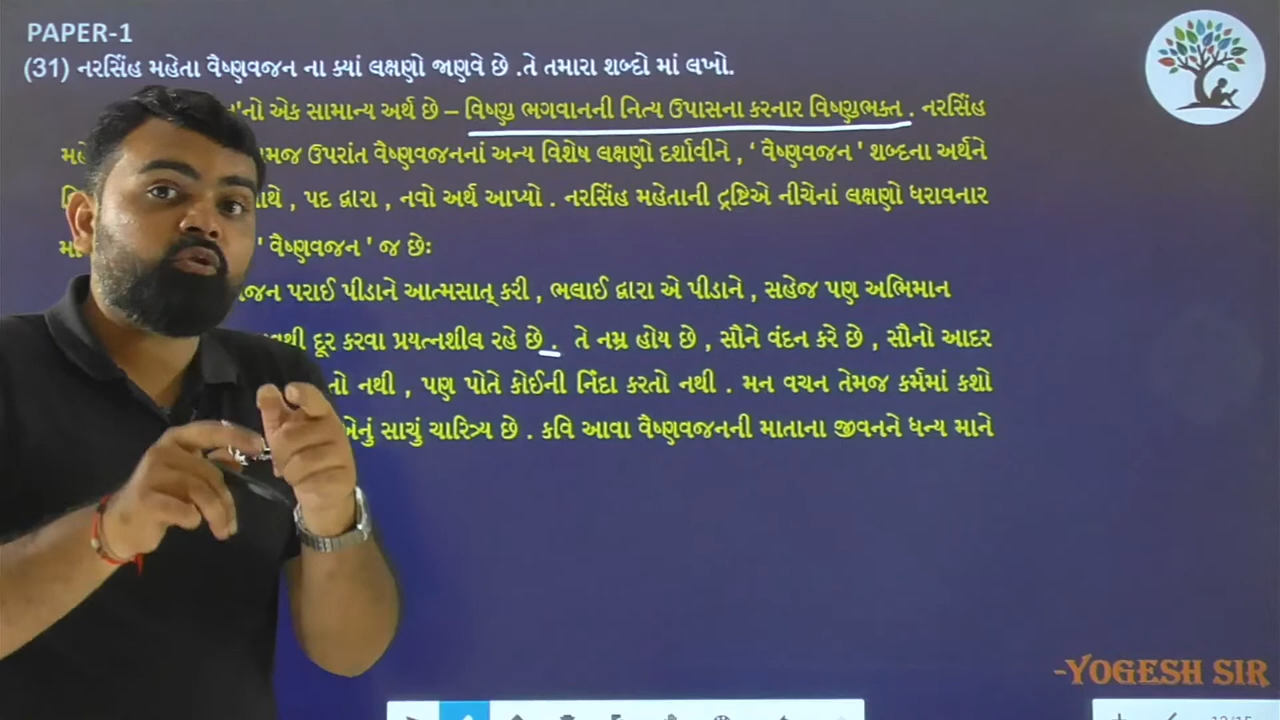 PAPER-1
(31) નરસિંહ મહેતા વૈષ્ણવજન ના ક્યાં લક્ષણો જાણવે છે .તે તમારા શબ્દો માં લખો.
'નો એક સામાન્ય અર્થ છે – વિષ્ણુ ભગવાનની નિત્ય ઉપાસના કરનાર વિષ્ણુભક્ત . નરસિંહ
ઉપરાંત વૈષ્ણવજનનાં અન્ય વિશેષ લક્ષણો દર્શાવીને , ‘ વૈષ્ણવજન ' શબ્દના અર્થને
, પદ દ્વારા , નવો અર્થ આપ્યો . નરસિંહ મહેતાની દ્રષ્ટિએ નીચેનાં લક્ષણો ધરાવનાર
' વૈષ્ણવજન ' જ છેઃ
પરાઈ પીડાને આત્મસાત્ કરી , ભલાઈ દ્વારા એ પીડાને , સહેજ પણ અભિમાન
દૂર કરવા પ્રયત્નશીલ રહે છે . તે નમ્ર હોય છે , સૌને વંદન કરે છે , સૌનો આદર
નથી , પણ પોતે કોઈની નિંદા કરતો નથી . મન વચન તેમજ કર્મમાં કશો
એનું સાચું ચારિત્ર્ય છે . કવિ આવા વૈષ્ણવજનની માતાના જીવનને ધન્ય માને
-YOGESH SIR